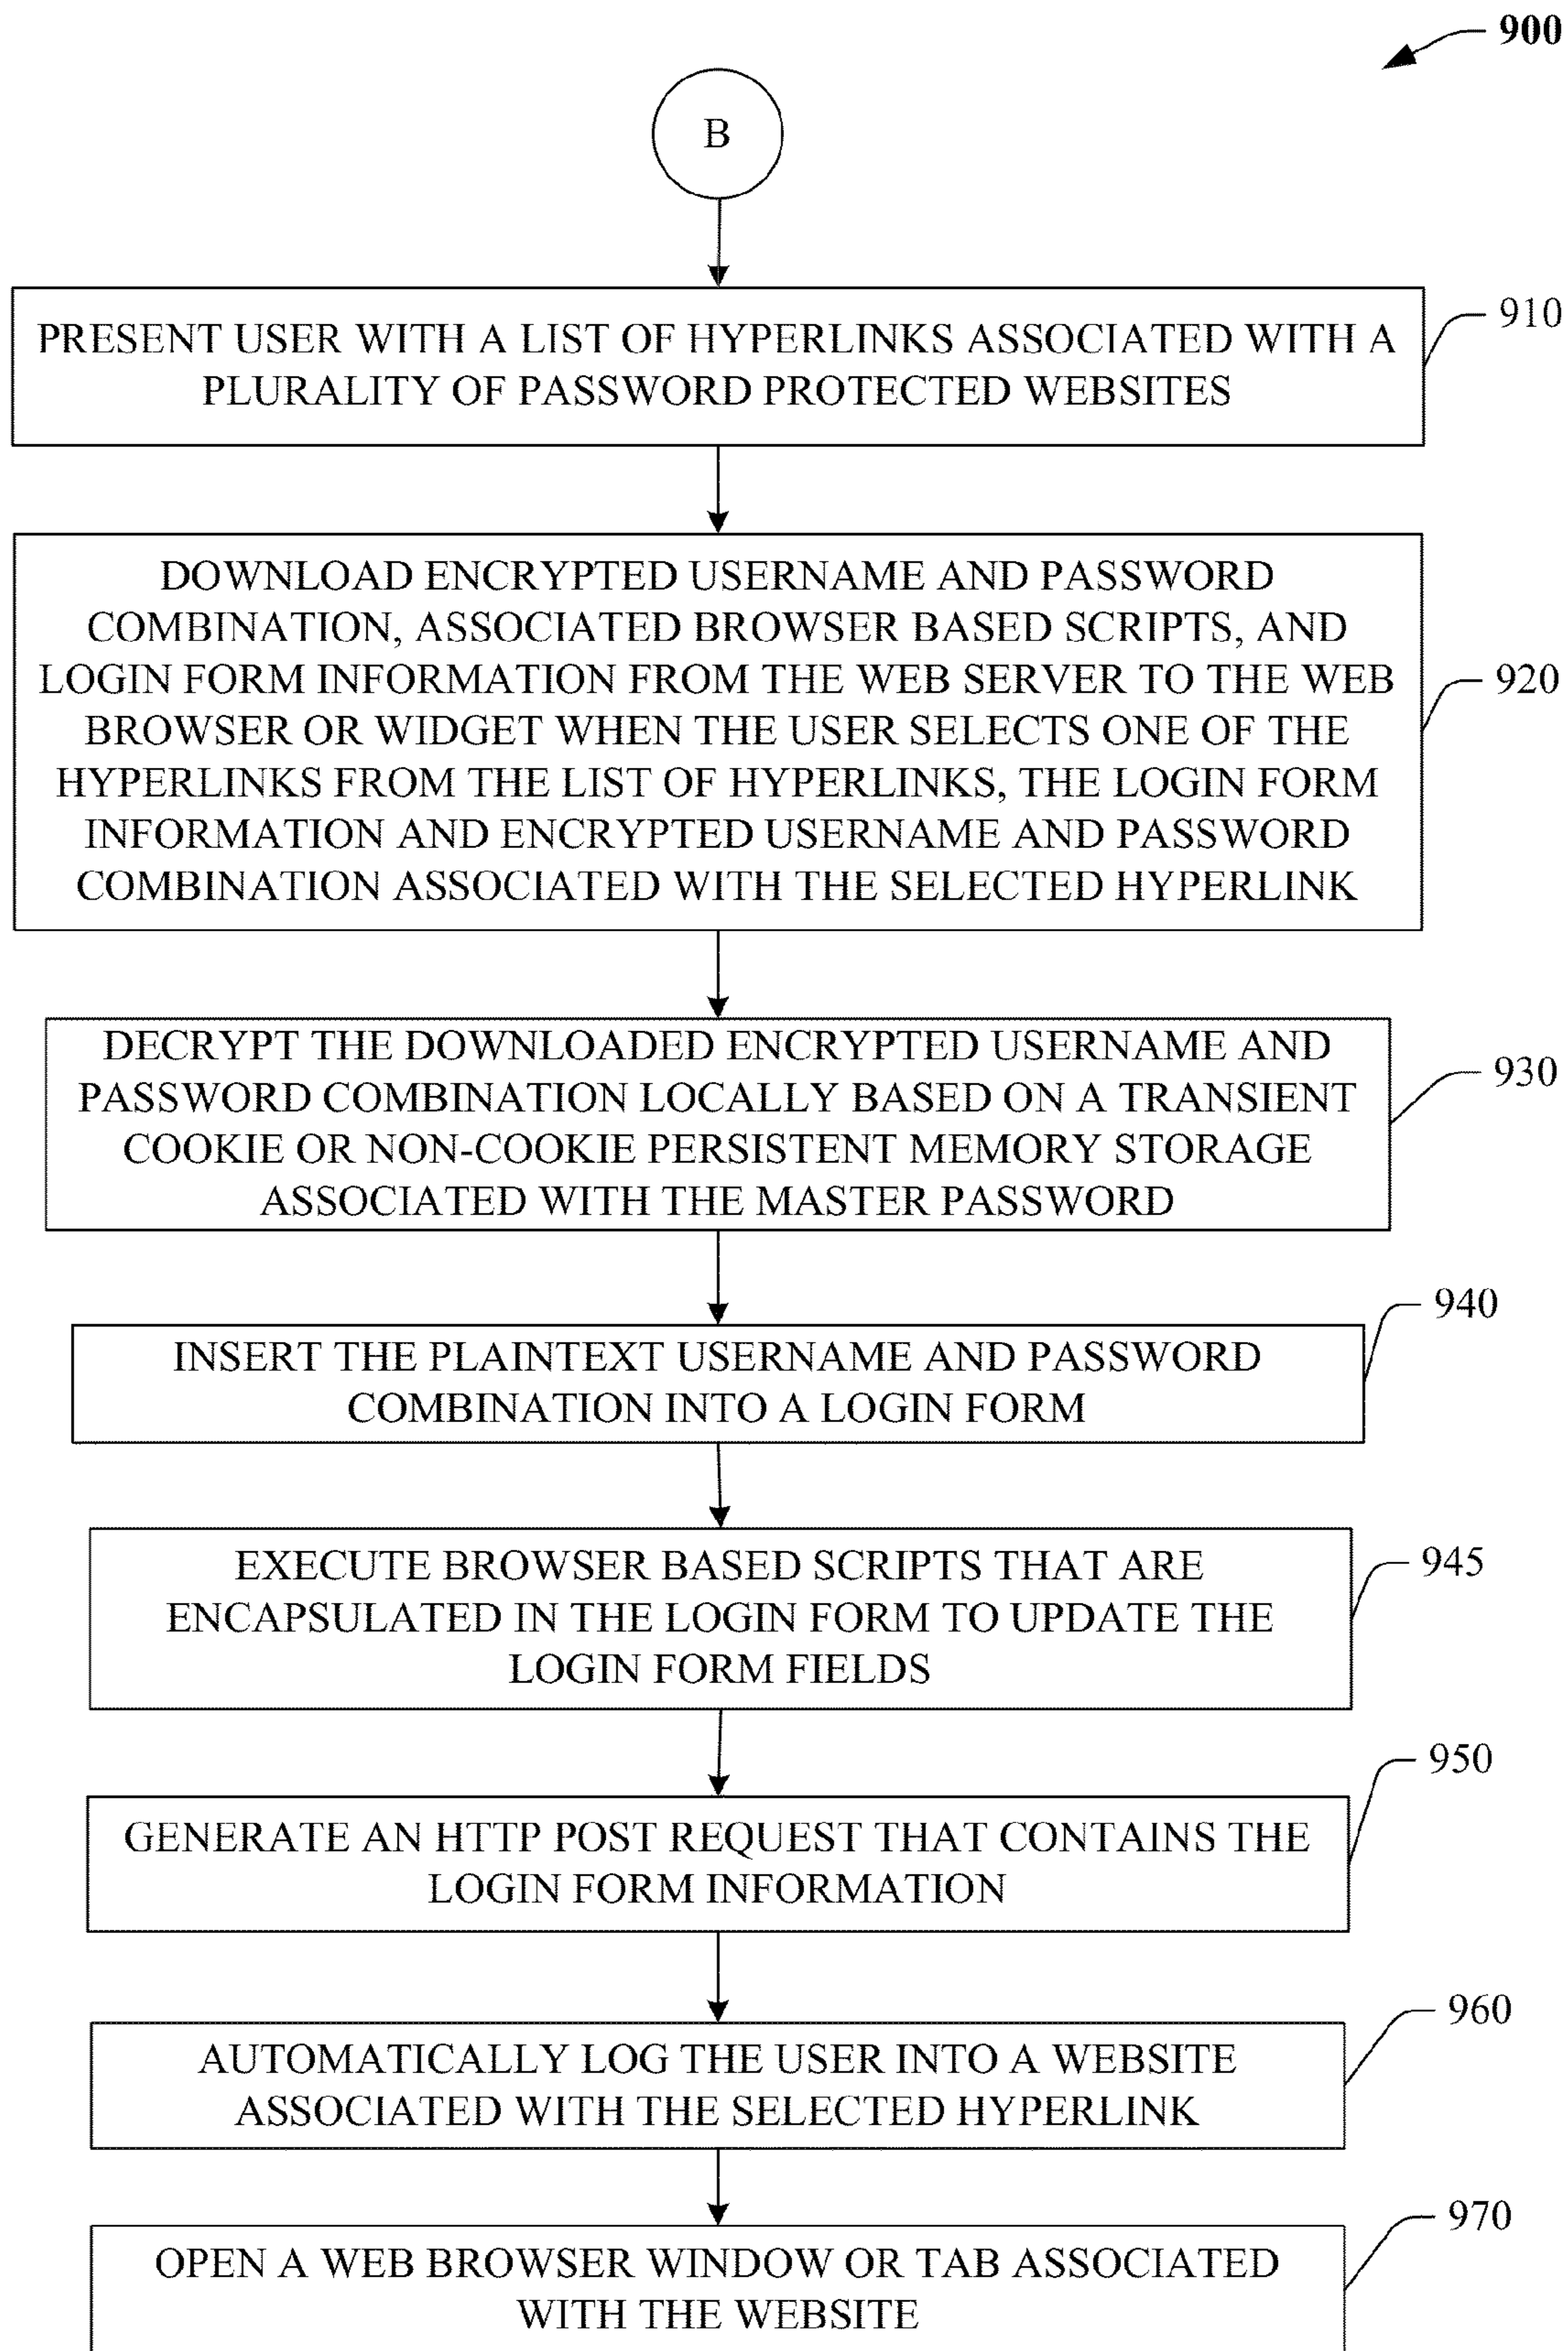 900
B
PRESENT USER WITH A LIST OF HYPERLINKS ASSOCIATED WITH A
PLURALITY OF PASSWORD PROTECTED WEBSITES
910
DOWNLOAD ENCRYPTED USERNAME AND PASSWORD
COMBINATION, ASSOCIATED BROWSER BASED SCRIPTS, AND
LOGIN FORM INFORMATION FROM THE WEB SERVER TO THE WEB
BROWSER OR WIDGET WHEN THE USER SELECTS ONE OF THE
HYPERLINKS FROM THE LIST OF HYPERLINKS, THE LOGIN FORM
INFORMATION AND ENCRYPTED USERNAME AND PASSWORD
COMBINATION ASSOCIATED WITH THE SELECTED HYPERLINK
920
DECRYPT THE DOWNLOADED ENCRYPTED USERNAME AND
PASSWORD COMBINATION LOCALLY BASED ON A TRANSIENT
COOKIE OR NON-COOKIE PERSISTENT MEMORY STORAGE
ASSOCIATED WITH THE MASTER PASSWORD
930
INSERT THE PLAINTEXT USERNAME AND PASSWORD
COMBINATION INTO A LOGIN FORM
940
EXECUTE BROWSER BASED SCRIPTS THAT ARE
ENCAPSULATED IN THE LOGIN FORM TO UPDATE THE
LOGIN FORM FIELDS
945
GENERATE AN HTTP POST REQUEST THAT CONTAINS THE
LOGIN FORM INFORMATION
950
AUTOMATICALLY LOG THE USER INTO A WEBSITE
ASSOCIATED WITH THE SELECTED HYPERLINK
960
OPEN A WEB BROWSER WINDOW OR TAB ASSOCIATED
WITH THE WEBSITE
970